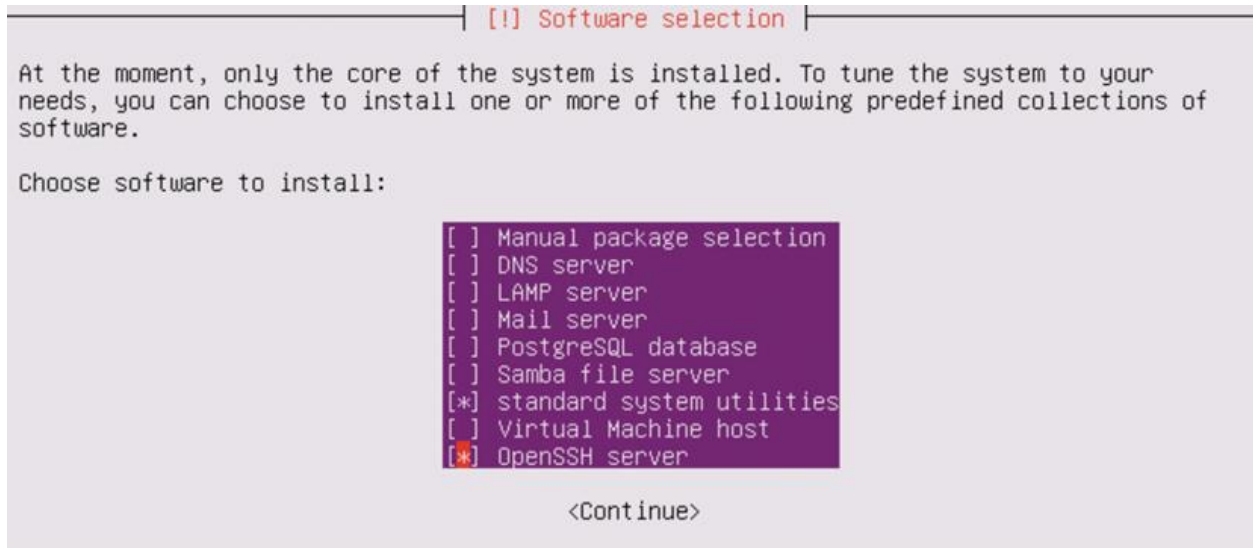 [!] Software selection
At the moment, only the core of the system is installed. To tune the system to your
needs, you can choose to install one or more of the following predefined collections of
software.
Choose software to install:
[ ] Manual package selection
[ ] DNS server
[ ] LAMP server
[ ] Mail server
[ ] PostgreSQL database
[ ] Samba file server
[*] standard system utilities
[ ] Virtual Machine host
[*] OpenSSH server
<Continue>